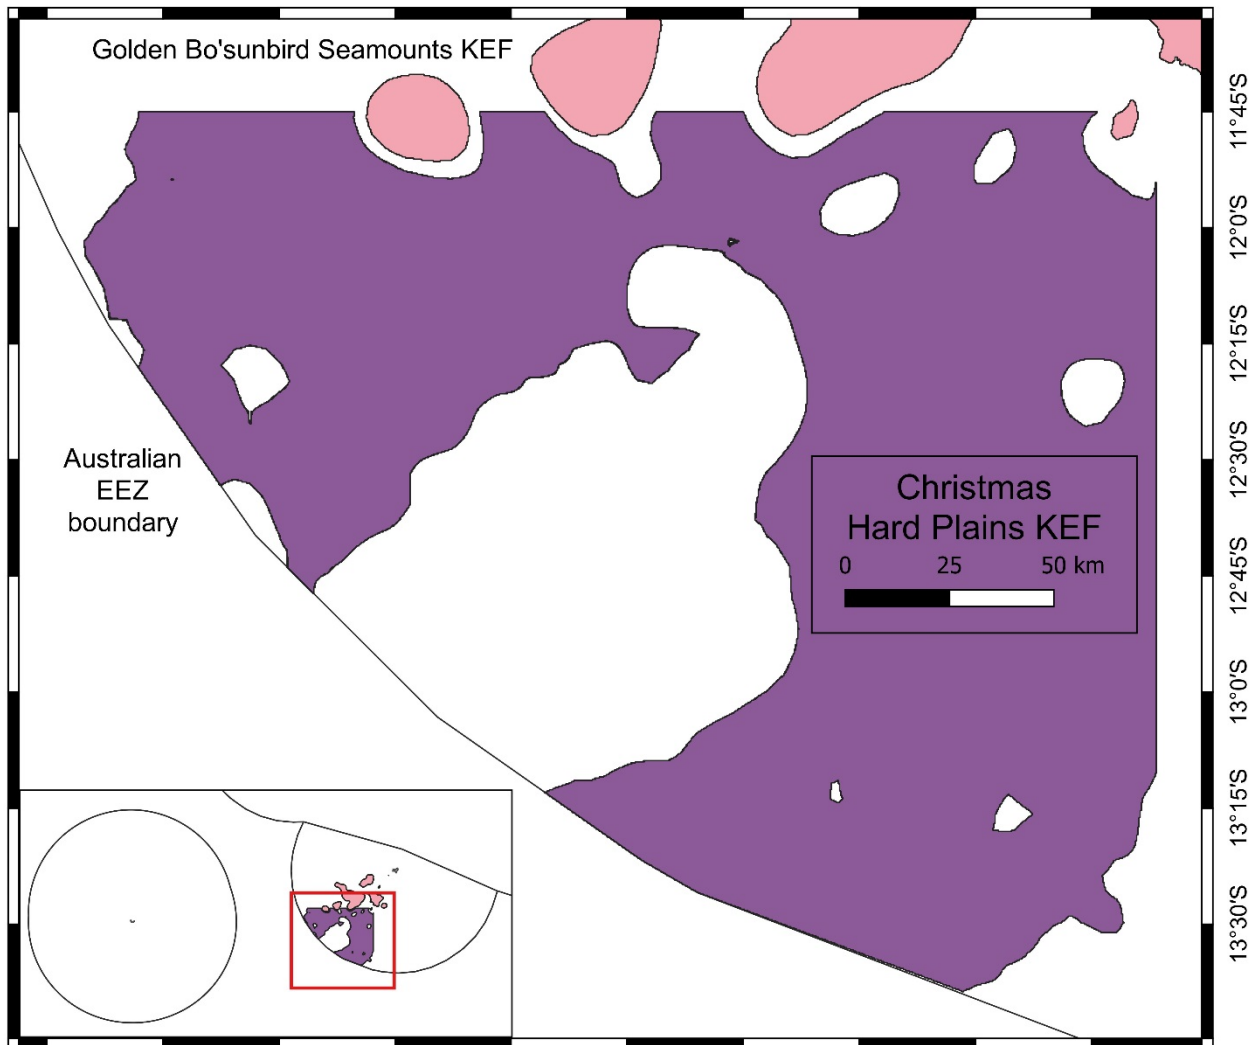 Golden Bo'sunbird Seamounts KEF
Australian
EEZ
boundary
Christmas
Hard Plains KEF
0 25 50 km
11°45'S
12°0'S
12°15'S
12°30'S
12°45'S
13°0'S
13°15'S
13°30'S